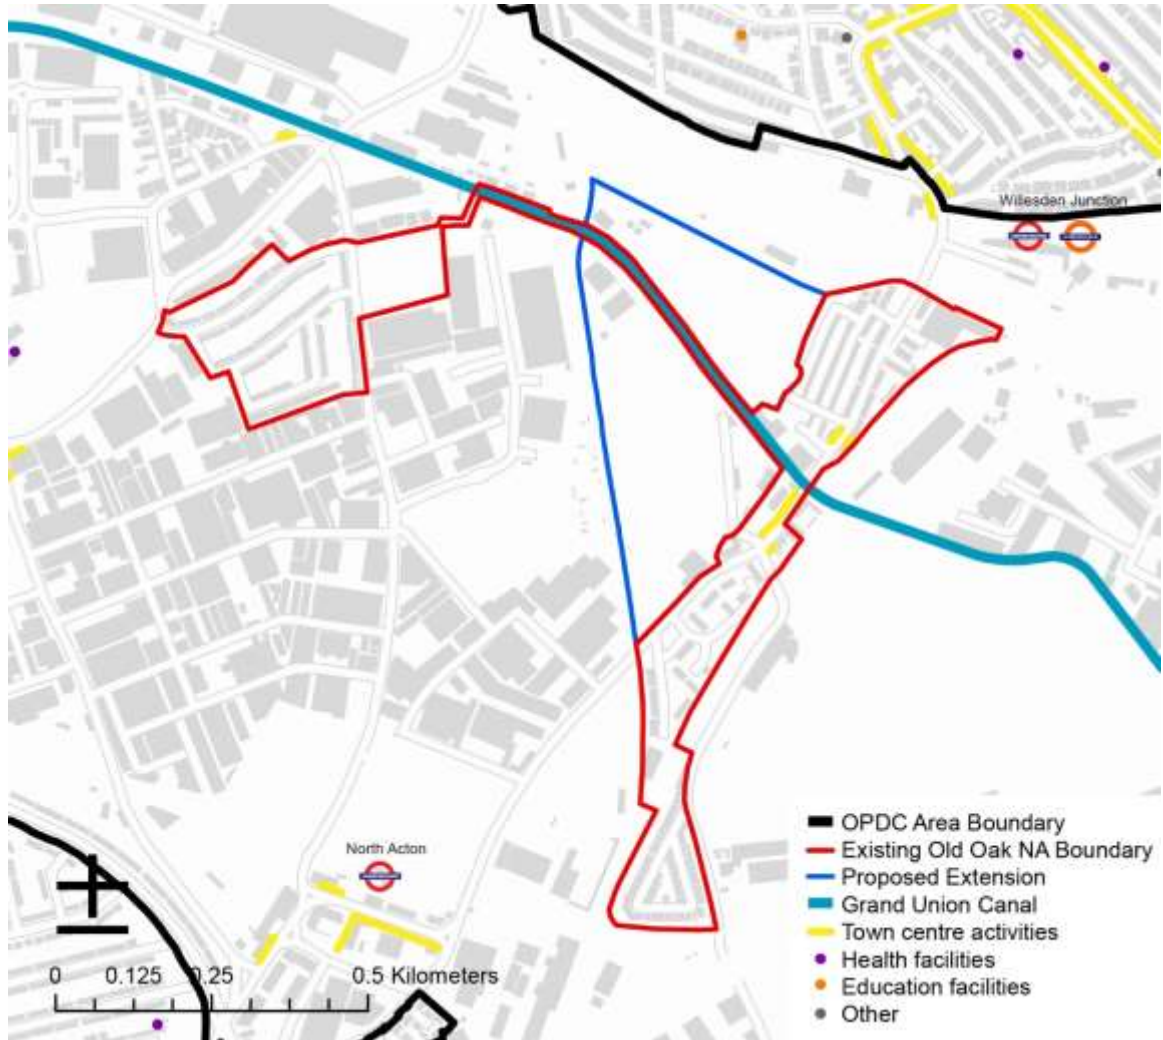 Willesden Junction
North Acton
0 0.125 0.25 0.5 Kilometers
OPDC Area Boundary
Existing Old Oak NA Boundary
Proposed Extension
Grand Union Canal
Town centre activities
Health facilities
Education facilities
Other